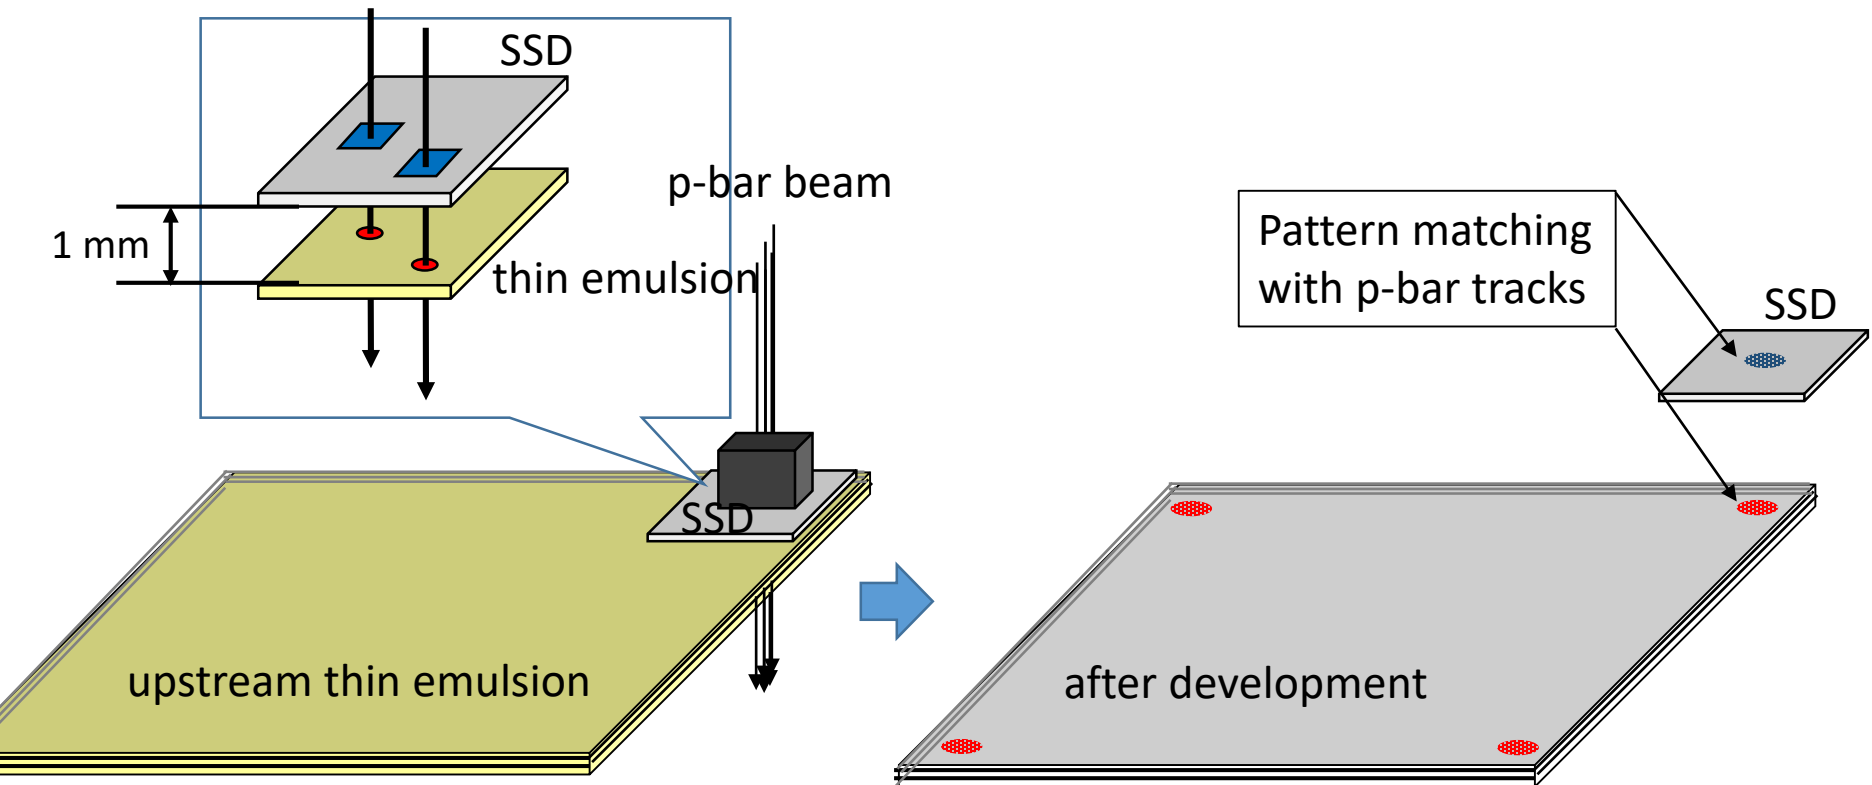 SSD
p-bar beam
1 mm
thin emulsion
SSD
upstream thin emulsion
Pattern matching
with p-bar tracks
SSD
after development